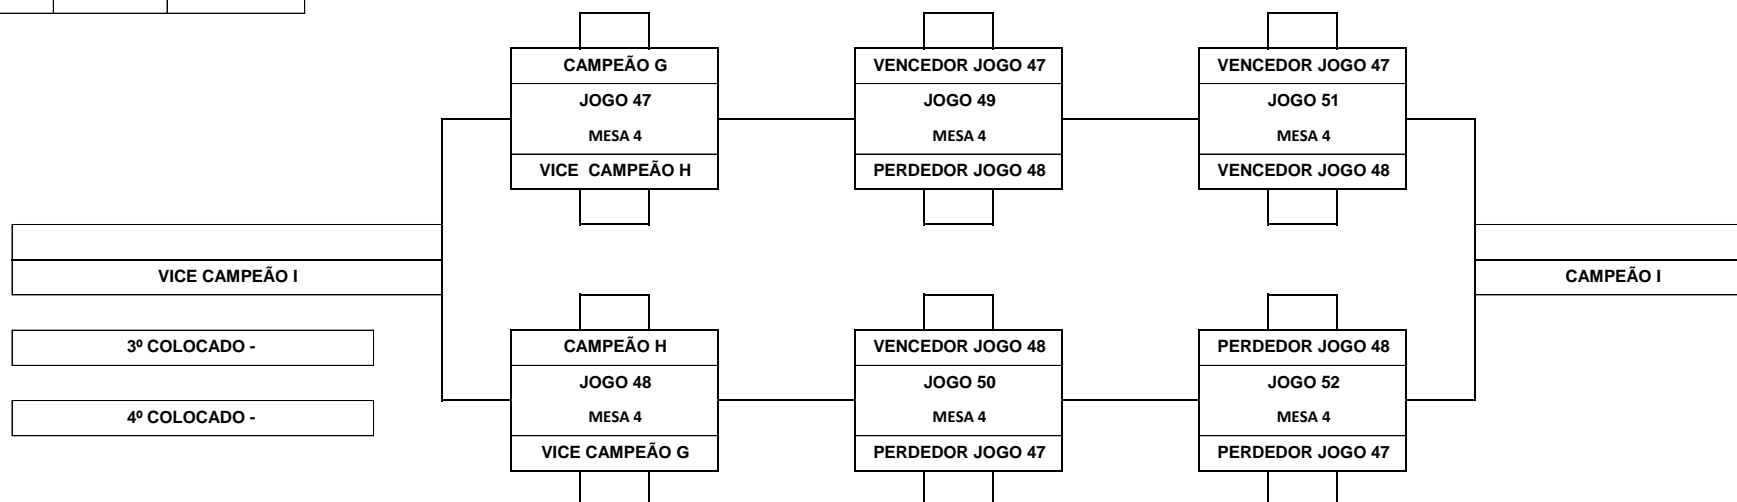 CAMPEÃO G
JOGO 47
MESA 4
VICE CAMPEÃO H
VENCEDOR JOGO 47
JOGO 49
MESA 4
PERDEDOR JOGO 48
VENCEDOR JOGO 47
JOGO 51
MESA 4
VENCEDOR JOGO 48
VICE CAMPEÃO I
CAMPEÃO I
3º COLOCADO -
4º COLOCADO -
CAMPEÃO H
JOGO 48
MESA 4
VICE CAMPEÃO G
VENCEDOR JOGO 48
JOGO 50
MESA 4
PERDEDOR JOGO 47
PERDEDOR JOGO 48
JOGO 52
MESA 4
PERDEDOR JOGO 47